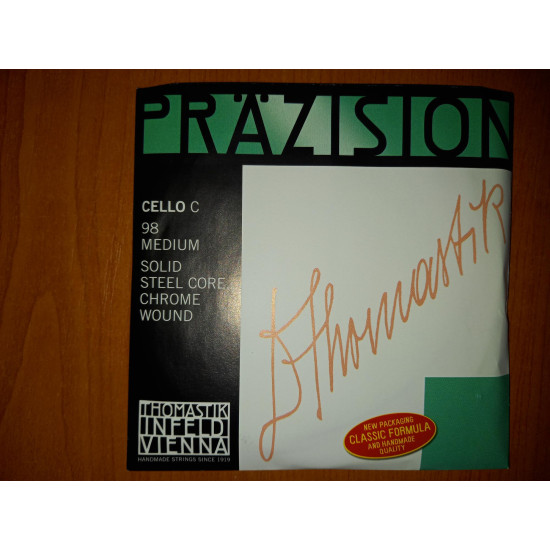 PRÄZISION
CELLO C
98
MEDIUM
SOLID
STEEL CORE
CHROME
WOUND
Thomastik
NEW PACKAGING
CLASSIC FORMULA
AND HANDMADE
QUALITY
THOMASTIK
INFELD
VIENNA
HANDMADE STRINGS SINCE 1919